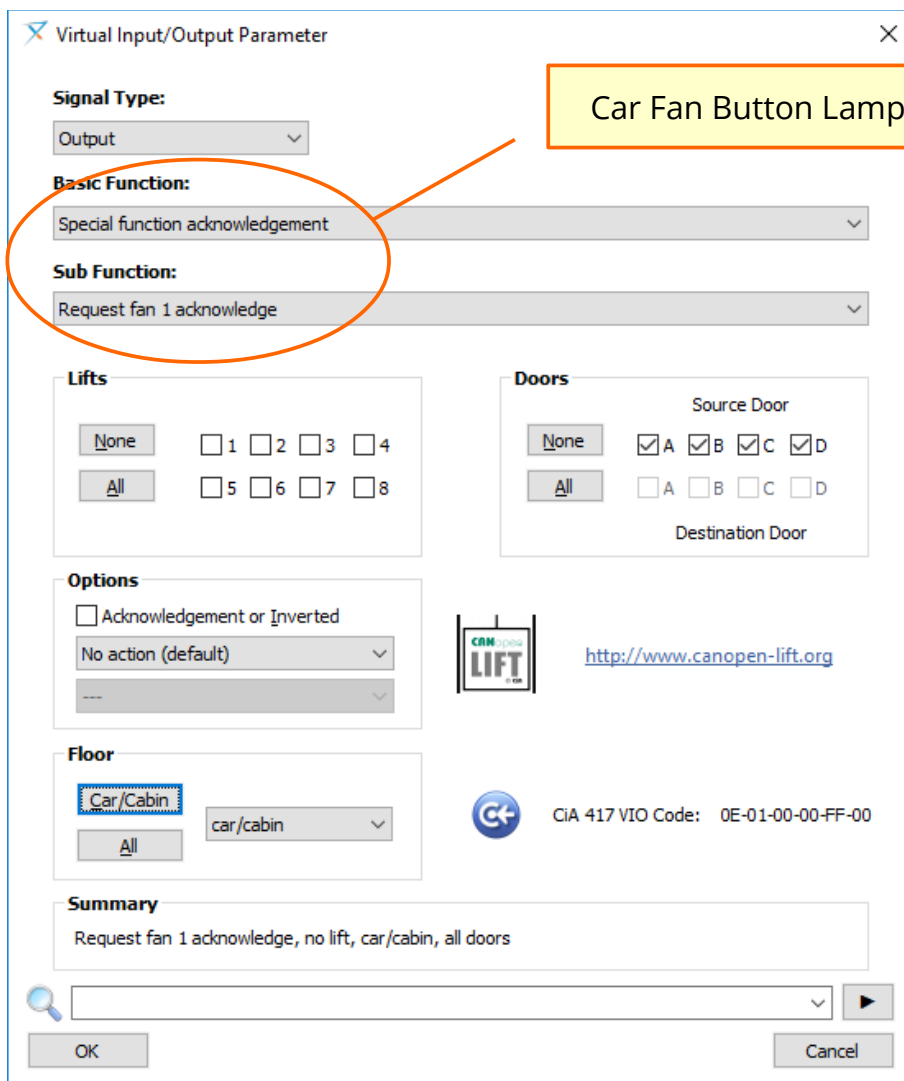 Virtual Input/Output Parameter
Car Fan Button Lamp
Signal Type:
Output
Basic Function:
Special function acknowledgement
Sub Function:
Request fan 1 acknowledge
Lifts
None 1 2 3 4
All 5 6 7 8
Doors
Source Door
None A B C D
All A B C D
Destination Door
Options
Acknowledgement or Inverted
No action (default)
---
CANopen
LIFT
http://www.canopen-lift.org
Floor
Car/Cabin
car/cabin
All
CiA 417 VIO Code: 0E-01-00-00-FF-00
Summary
Request fan 1 acknowledge, no lift, car/cabin, all doors
OK
Cancel